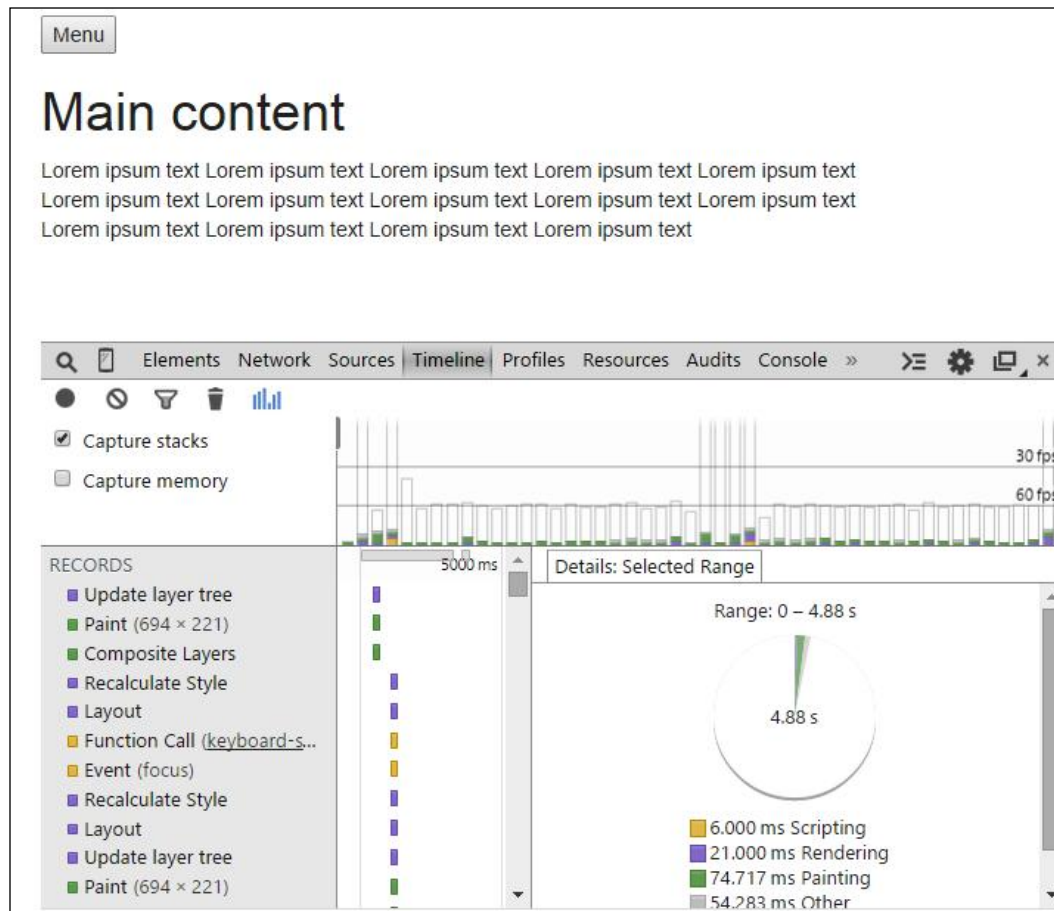 Menu
Main content
Lorem ipsum text Lorem ipsum text Lorem ipsum text Lorem ipsum text Lorem ipsum text
Lorem ipsum text Lorem ipsum text Lorem ipsum text Lorem ipsum text Lorem ipsum text
Lorem ipsum text Lorem ipsum text Lorem ipsum text Lorem ipsum text
Elements Network Sources Timeline Profiles Resources Audits Console »
Capture stacks
Capture memory
30 fps
60 fps
RECORDS
5000 ms
Update layer tree
Paint (694 × 221)
Composite Layers
Recalculate Style
Layout
Function Call (keyboard-s...
Event (focus)
Recalculate Style
Layout
Update layer tree
Paint (694 × 221)
Details: Selected Range
Range: 0 – 4.88 s
4.88 s
6.000 ms Scripting
21.000 ms Rendering
74.717 ms Painting
54.283 ms Other